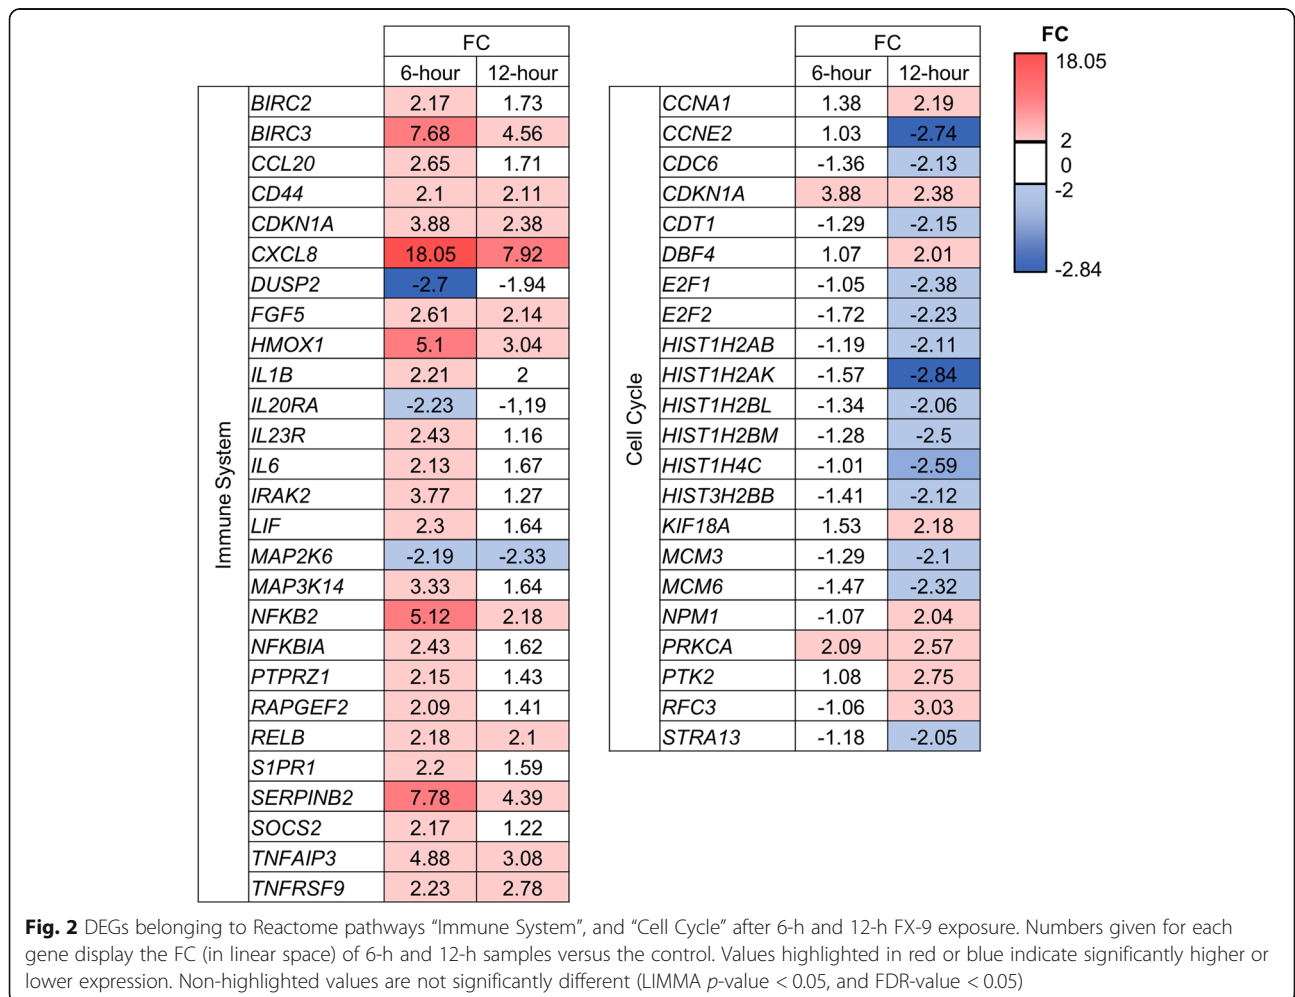 FC
6-hour 12-hour
Immune System
BIRC2 2.17 1.73
BIRC3 7.68 4.56
CCL20 2.65 1.71
CD44 2.1 2.11
CDKN1A 3.88 2.38
CXCL8 18.05 7.92
DUSP2 -2.7 -1.94
FGF5 2.61 2.14
HMOX1 5.1 3.04
IL1B 2.21 2
IL20RA -2.23 -1,19
IL23R 2.43 1.16
IL6 2.13 1.67
IRAK2 3.77 1.27
LIF 2.3 1.64
MAP2K6 -2.19 -2.33
MAP3K14 3.33 1.64
NFKB2 5.12 2.18
NFKBIA 2.43 1.62
PTPRZ1 2.15 1.43
RAPGEF2 2.09 1.41
RELB 2.18 2.1
S1PR1 2.2 1.59
SERPINB2 7.78 4.39
SOCS2 2.17 1.22
TNFAIP3 4.88 3.08
TNFRSF9 2.23 2.78
FC
6-hour 12-hour
Cell Cycle
CCNA1 1.38 2.19
CCNE2 1.03 -2.74
CDC6 -1.36 -2.13
CDKN1A 3.88 2.38
CDT1 -1.29 -2.15
DBF4 1.07 2.01
E2F1 -1.05 -2.38
E2F2 -1.72 -2.23
HIST1H2AB -1.19 -2.11
HIST1H2AK -1.57 -2.84
HIST1H2BL -1.34 -2.06
HIST1H2BM -1.28 -2.5
HIST1H4C -1.01 -2.59
HIST3H2BB -1.41 -2.12
KIF18A 1.53 2.18
MCM3 -1.29 -2.1
MCM6 -1.47 -2.32
NPM1 -1.07 2.04
PRKCA 2.09 2.57
PTK2 1.08 2.75
RFC3 -1.06 3.03
STRA13 -1.18 -2.05
FC
18.05
2
0
-2
-2.84
Fig. 2 DEGs belonging to Reactome pathways “Immune System”, and “Cell Cycle” after 6-h and 12-h FX-9 exposure. Numbers given for each
gene display the FC (in linear space) of 6-h and 12-h samples versus the control. Values highlighted in red or blue indicate significantly higher or
lower expression. Non-highlighted values are not significantly different (LIMMA p-value < 0.05, and FDR-value < 0.05)